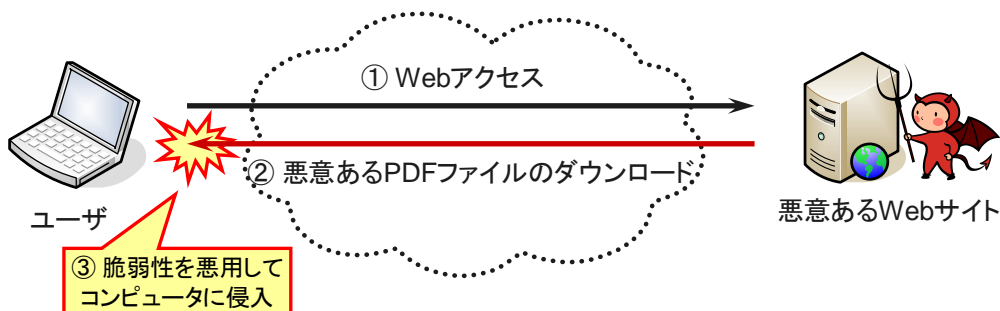 ① Webアクセス
② 悪意あるPDFファイルのダウンロード
ユーザ
悪意あるWebサイト
③ 脆弱性を悪用して
コンピュータに侵入